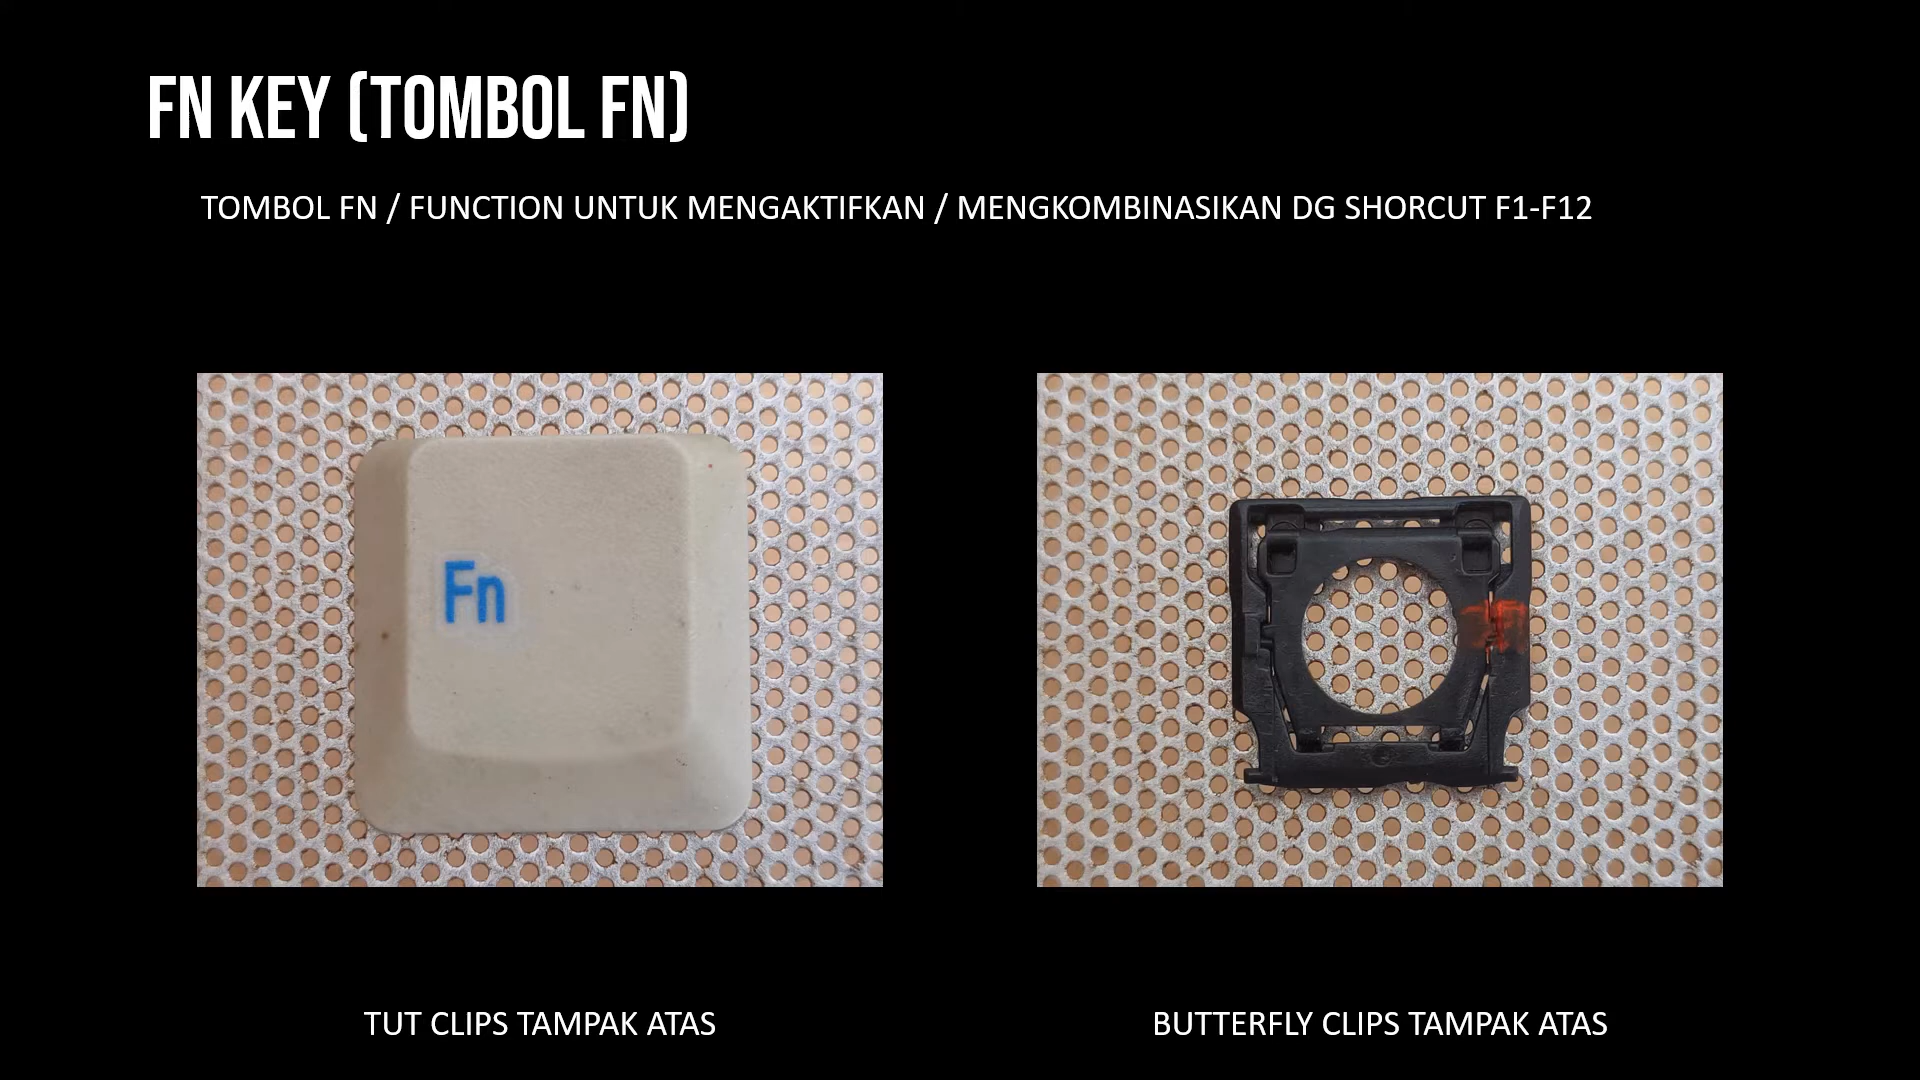 FN KEY (TOMBOL FN)
TOMBOL FN / FUNCTION UNTUK MENGAKTIFKAN / MENGKOMBINASIKAN DG SHORCUT F1-F12
Fn
TUT CLIPS TAMPAK ATAS
BUTTERFLY CLIPS TAMPAK ATAS